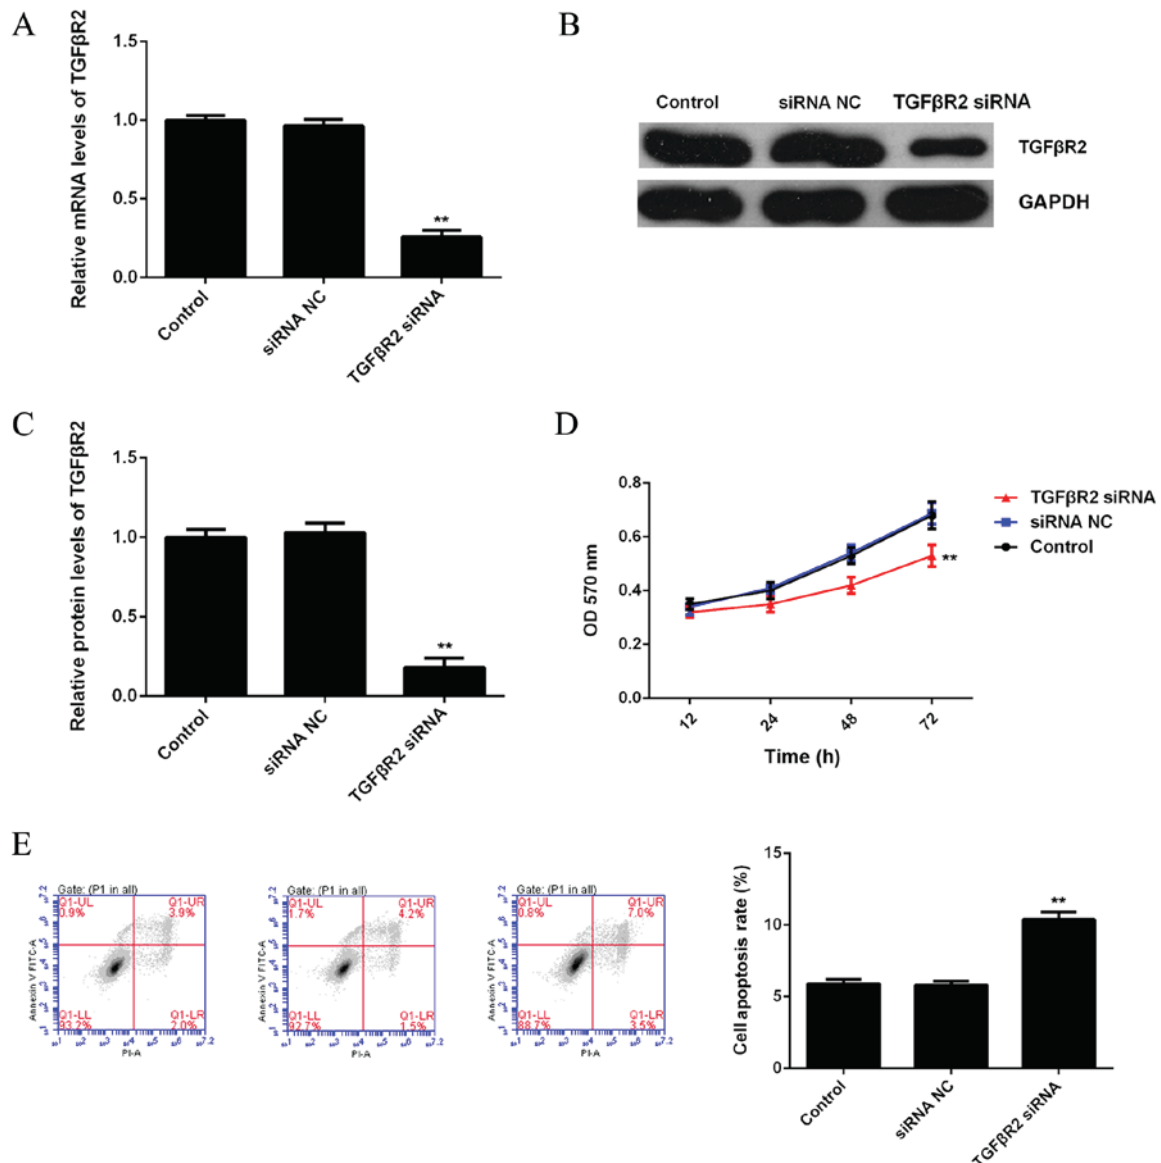 A
Relative mRNA levels of TGFβR2
1.5
1.0
0.5
0.0
**
Control
siRNA NC
TGFβR2 siRNA
B
Control siRNA NC TGFβR2 siRNA
TGFβR2
GAPDH
C
Relative protein levels of TGFβR2
1.5
1.0
0.5
0.0
**
Control
siRNA NC
TGFβR2 siRNA
D
OD 570 nm
0.8
0.6
0.4
0.2
0.0
**
12 24 48 72
Time (h)
TGFβR2 siRNA
siRNA NC
Control
E
Gate: (P1 in all)
Q1-UL Q1-UR
0.9% 3.9%
Q1-LL Q1-LR
93.2% 2.0%
Annexin V FITC-A
PI-A
Gate: (P1 in all)
Q1-UL Q1-UR
1.7% 4.2%
Q1-LL Q1-LR
92.7% 1.5%
Annexin V FITC-A
PI-A
Gate: (P1 in all)
Q1-UL Q1-UR
0.8% 7.0%
Q1-LL Q1-LR
88.7% 3.5%
Annexin V FITC-A
PI-A
Cell apoptosis rate (%)
15
10
5
0
**
Control
siRNA NC
TGFβR2 siRNA